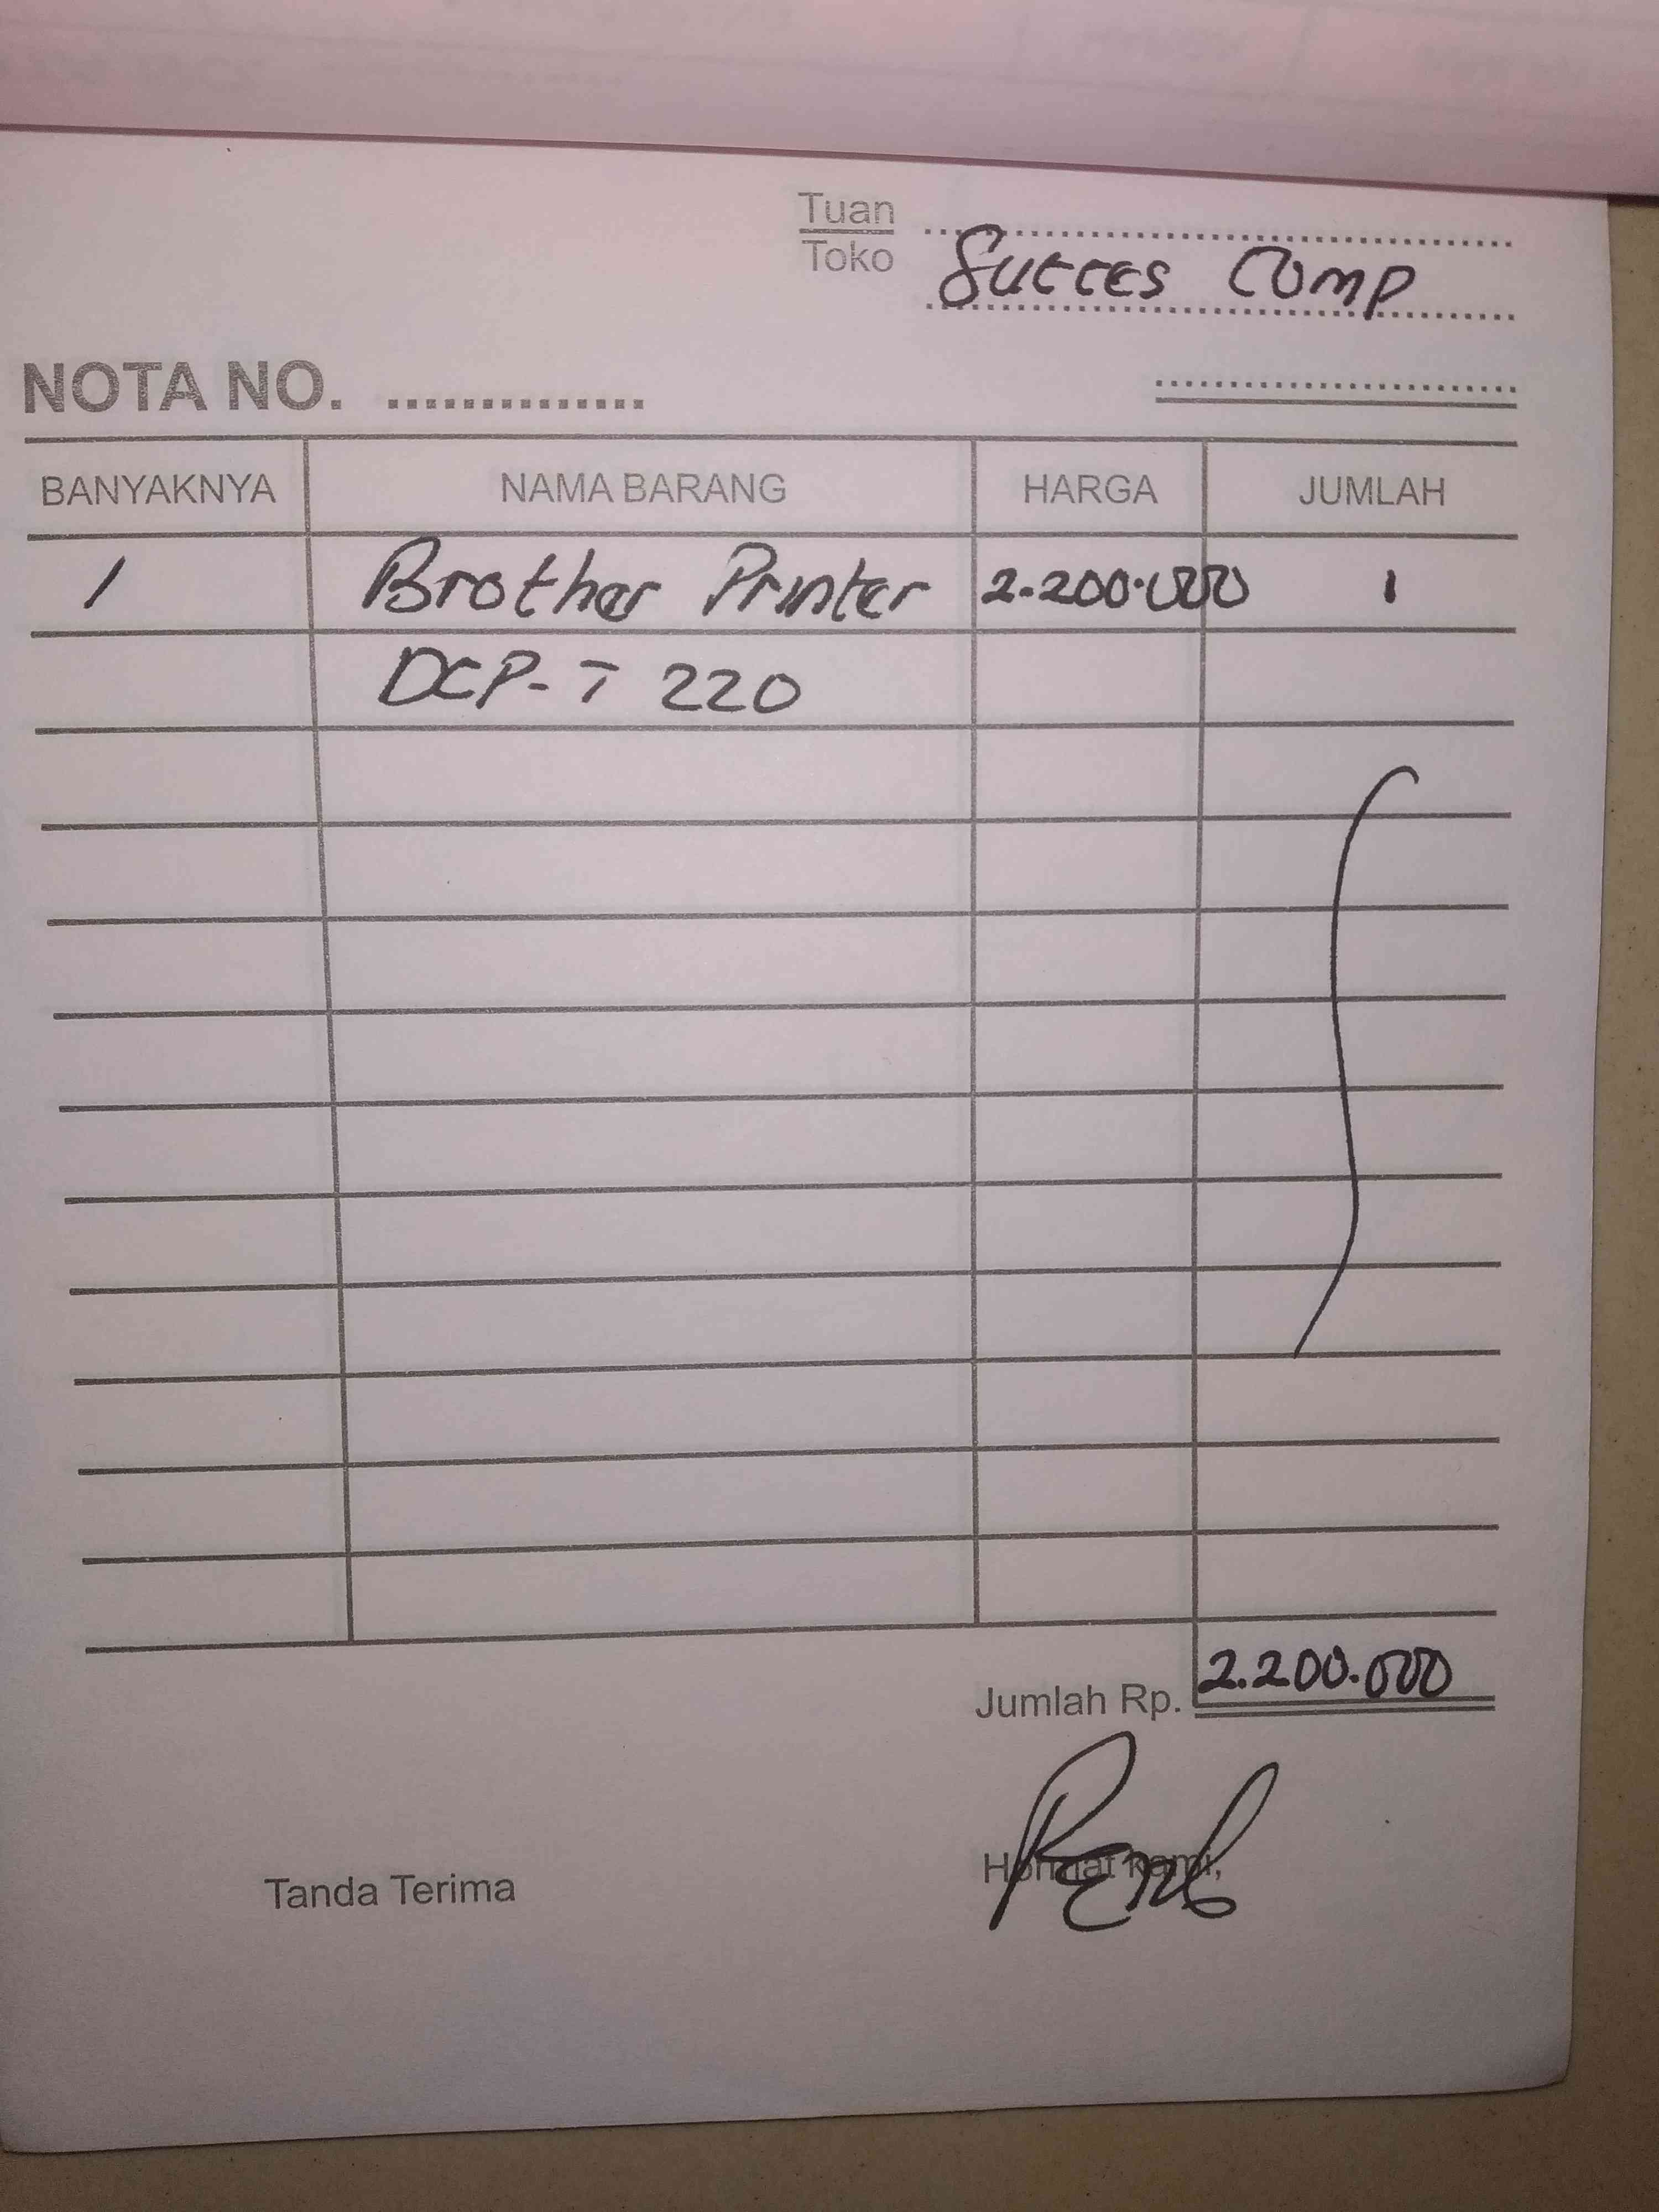 Tuan
Toko
Succes Comp
NOTA NO. ..............
BANYAKNYA NAMA BARANG HARGA JUMLAH
1 Brother Printer 2.200.000 1
DCP-T 220
Jumlah Rp. 2.200.000
Tanda Terima Hormat kami,